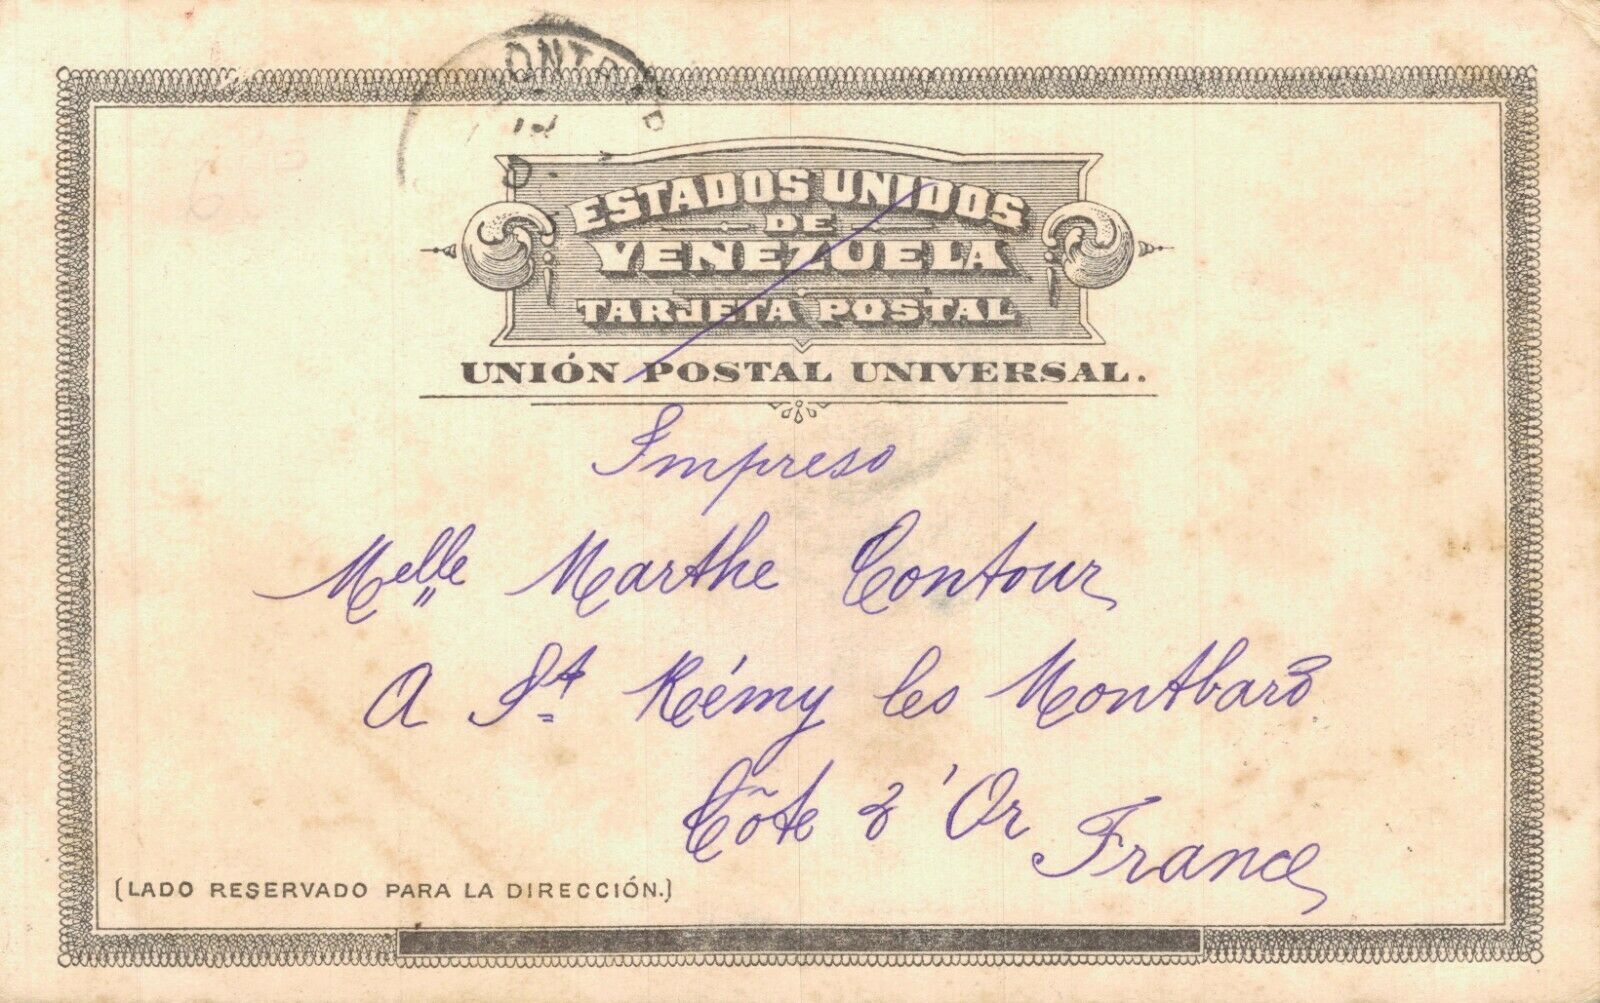 ESTADOS UNIDOS
DE
VENEZUELA
TARJETA POSTAL
UNIÓN POSTAL UNIVERSAL.
Impreso
Melle Marthe Contour
A St Rémy les Montbard
Côte d'Or
France
(LADO RESERVADO PARA LA DIRECCIÓN.)